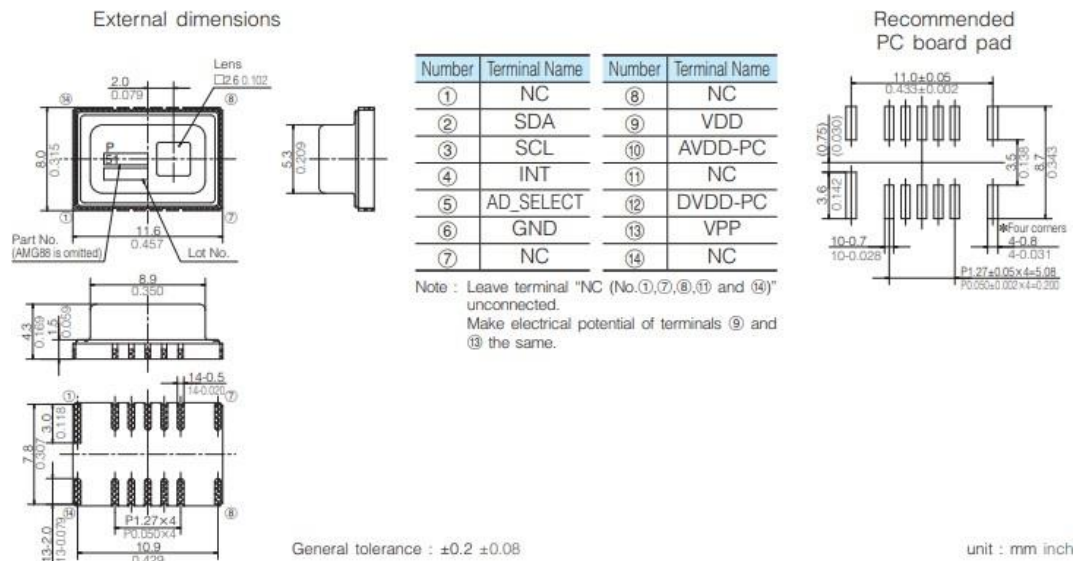 External dimensions
Lens
□2.6 0.102
2.0
0.079
⑭
⑧
8.0
0.315
P
51
①
⑦
11.6
0.457
Part No.
(AMG88 is omitted)
Lot No.
5.3
0.209
8.9
0.350
4.3
0.169
1.5
0.059
14-0.5
14-0.020
①
⑦
3.0
0.118
7.8
0.307
⑭
⑧
13-2.0
13-0.079
P1.27×4
P0.050×4
10.9
0.429
Number Terminal Name Number Terminal Name
① NC ⑧ NC
② SDA ⑨ VDD
③ SCL ⑩ AVDD-PC
④ INT ⑪ NC
⑤ AD_SELECT ⑫ DVDD-PC
⑥ GND ⑬ VPP
⑦ NC ⑭ NC
Note : Leave terminal “NC (No.①,⑦,⑧,⑪ and ⑭)”
unconnected.
Make electrical potential of terminals ⑨ and
⑬ the same.
Recommended
PC board pad
11.0±0.05
0.433±0.002
(0.75)
(0.030)
3.6
0.142
3.5
0.138
8.7
0.343
✱Four corners
10-0.7
10-0.028
4-0.8
4-0.031
P1.27±0.05×4=5.08
P0.050±0.002×4=0.200
General tolerance : ±0.2 ±0.08
unit : mm inch